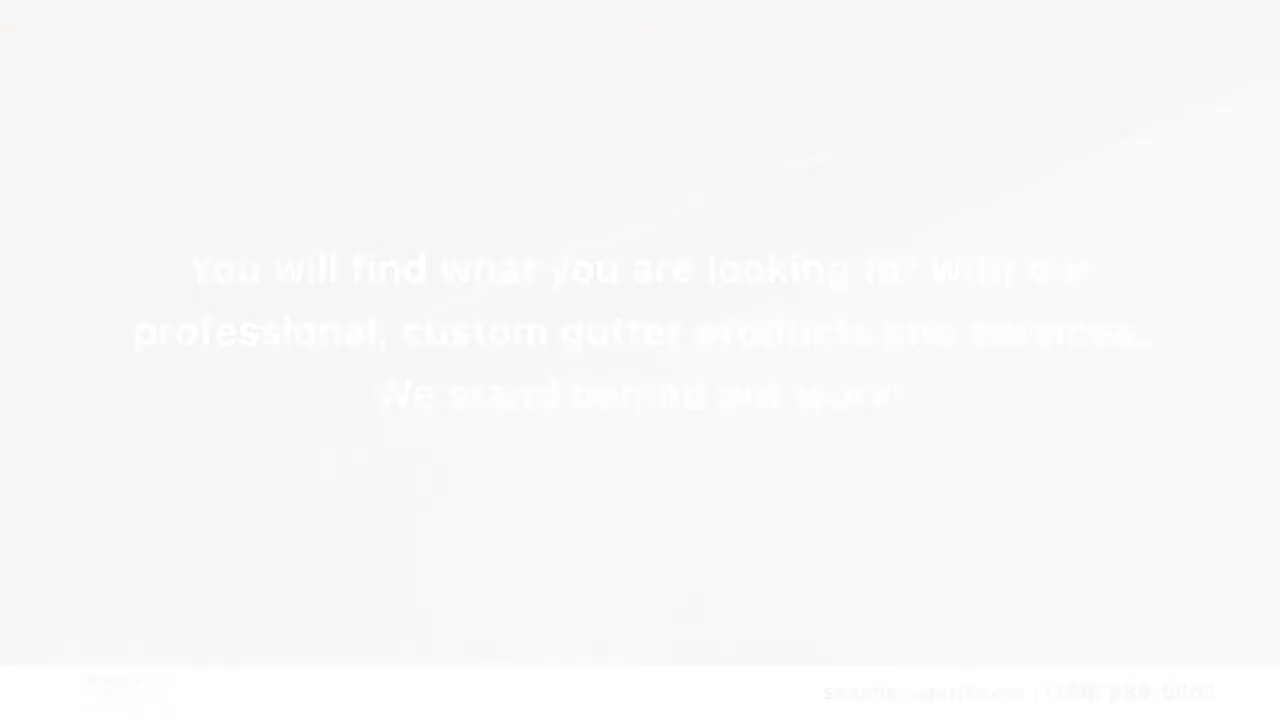 You will find what you are looking for with our
professional, custom gutter products and services.
We stand behind our work!